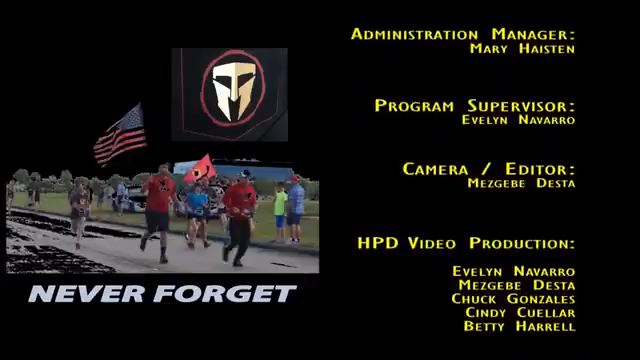 ADMINISTRATION MANAGER:
MARY HAISTEN
PROGRAM SUPERVISOR:
EVELYN NAVARRO
CAMERA / EDITOR:
MEZGEBE DESTA
HPD VIDEO PRODUCTION:
EVELYN NAVARRO
MEZGEBE DESTA
CHUCK GONZALES
CINDY CUELLAR
BETTY HARRELL
NEVER FORGET